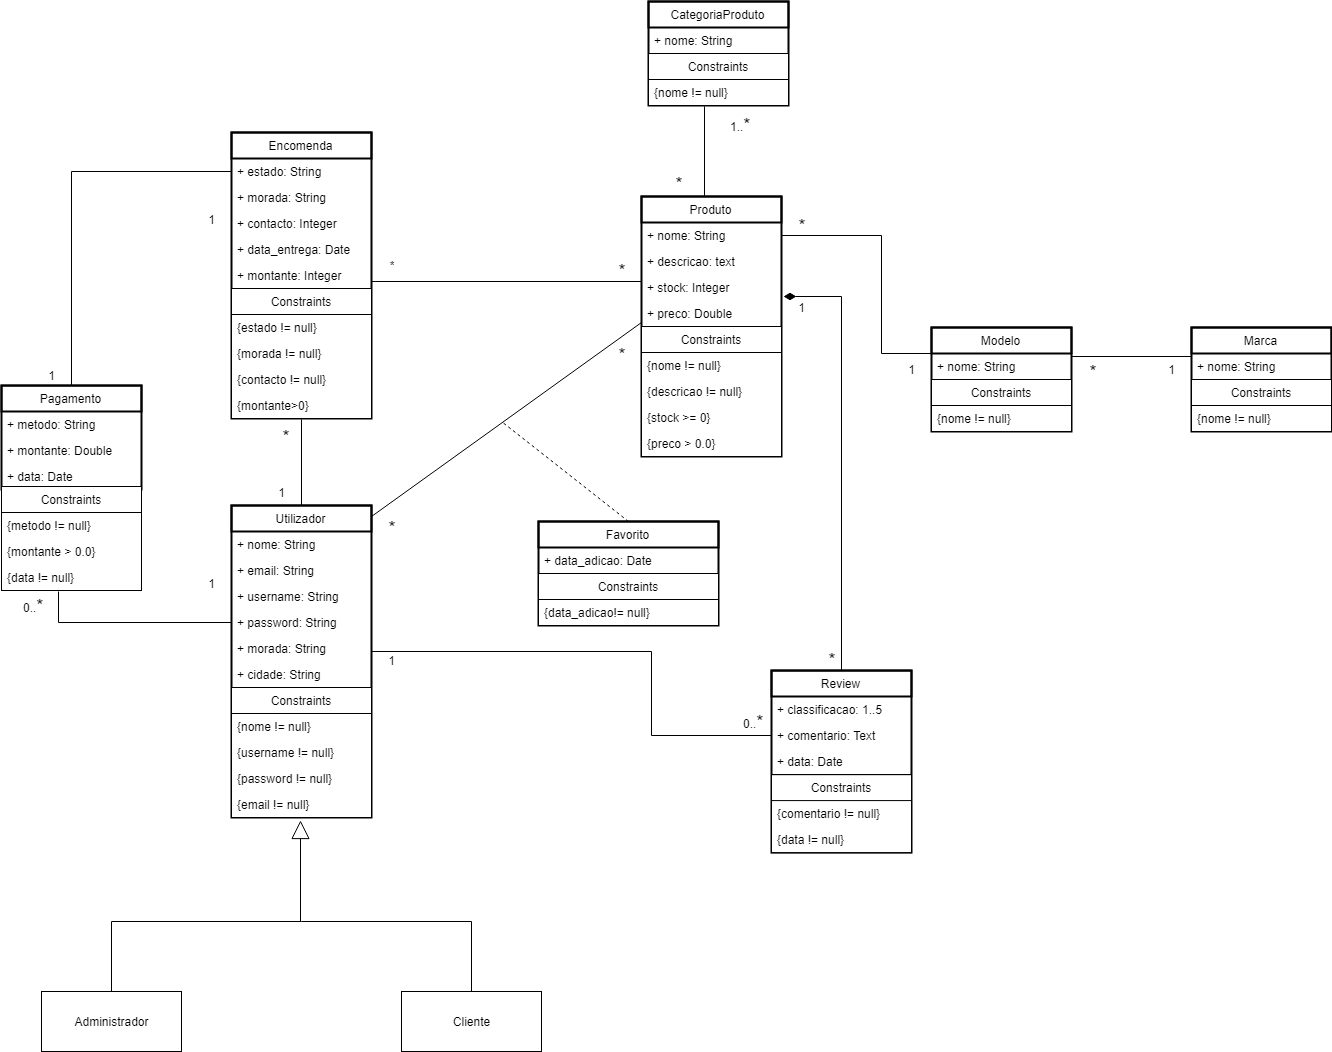 CategoriaProduto
+ nome: String
Constraints
{nome != null}
1..*
*
Encomenda
+ estado: String
+ morada: String
+ contacto: Integer
+ data_entrega: Date
+ montante: Integer
Constraints
{estado != null}
{morada != null}
{contacto != null}
{montante>0}
1
*
*
1
*
1
Produto
+ nome: String
+ descricao: text
+ stock: Integer
+ preco: Double
Constraints
{nome != null}
{descricao != null}
{stock >= 0}
{preco > 0.0}
*
1
*
*
1
Modelo
+ nome: String
Constraints
{nome != null}
*
1
Marca
+ nome: String
Constraints
{nome != null}
Pagamento
+ metodo: String
+ montante: Double
+ data: Date
Constraints
{metodo != null}
{montante > 0.0}
{data != null}
0..*
1
Utilizador
+ nome: String
+ email: String
+ username: String
+ password: String
+ morada: String
+ cidade: String
Constraints
{nome != null}
{username != null}
{password != null}
{email != null}
*
1
Favorito
+ data_adicao: Date
Constraints
{data_adicao!= null}
*
0..*
Review
+ classificacao: 1..5
+ comentario: Text
+ data: Date
Constraints
{comentario != null}
{data != null}
Administrador
Cliente